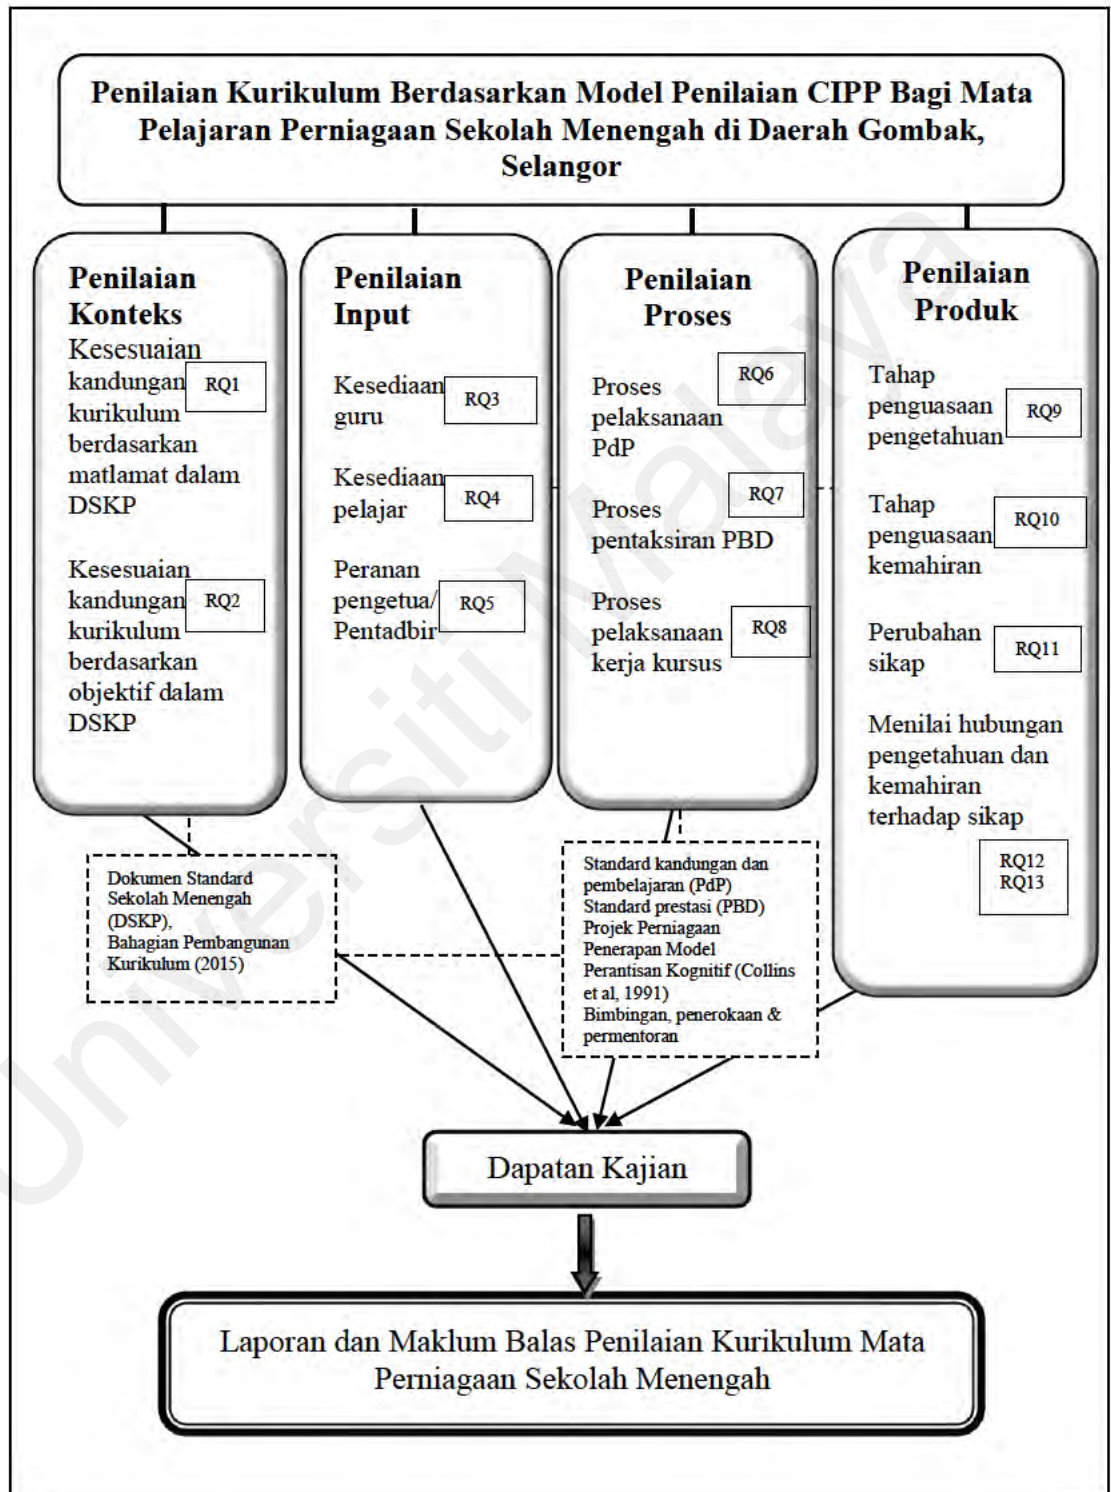 Penilaian Kurikulum Berdasarkan Model Penilaian CIPP Bagi Mata
Pelajaran Perniagaan Sekolah Menengah di Daerah Gombak,
Selangor
Penilaian
Konteks
Kesesuaian
kandungan
kurikulum
berdasarkan
matlamat dalam
DSKP
RQ1
Kesesuaian
kandungan
kurikulum
berdasarkan
objektif dalam
DSKP
RQ2
Penilaian
Input
Kesediaan
guru
RQ3
Kesediaan
pelajar
RQ4
Peranan
pengetua/
Pentadbir
RQ5
Penilaian
Proses
Proses
pelaksanaan
PdP
RQ6
Proses
pentaksiran PBD
RQ7
Proses
pelaksanaan
kerja kursus
RQ8
Penilaian
Produk
Tahap
penguasaan
pengetahuan
RQ9
Tahap
penguasaan
kemahiran
RQ10
Perubahan
sikap
RQ11
Menilai hubungan
pengetahuan dan
kemahiran
terhadap sikap
RQ12
RQ13
Dokumen Standard
Sekolah Menengah
(DSKP),
Bahagian Pembangunan
Kurikulum (2015)
Standard kandungan dan
pembelajaran (PdP)
Standard prestasi (PBD)
Projek Perniagaan
Penerapan Model
Perantisan Kognitif (Collins
et al, 1991)
Bimbingan, penerokaan &
permentoran
Dapatan Kajian
Laporan dan Maklum Balas Penilaian Kurikulum Mata
Perniagaan Sekolah Menengah
Universiti Malaya